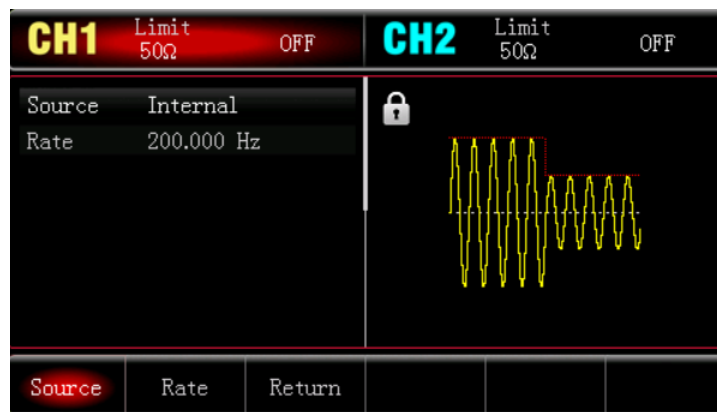 CH1 Limit 50Ω OFF CH2 Limit 50Ω OFF
Source Internal
Rate 200.000 Hz
Source Rate Return